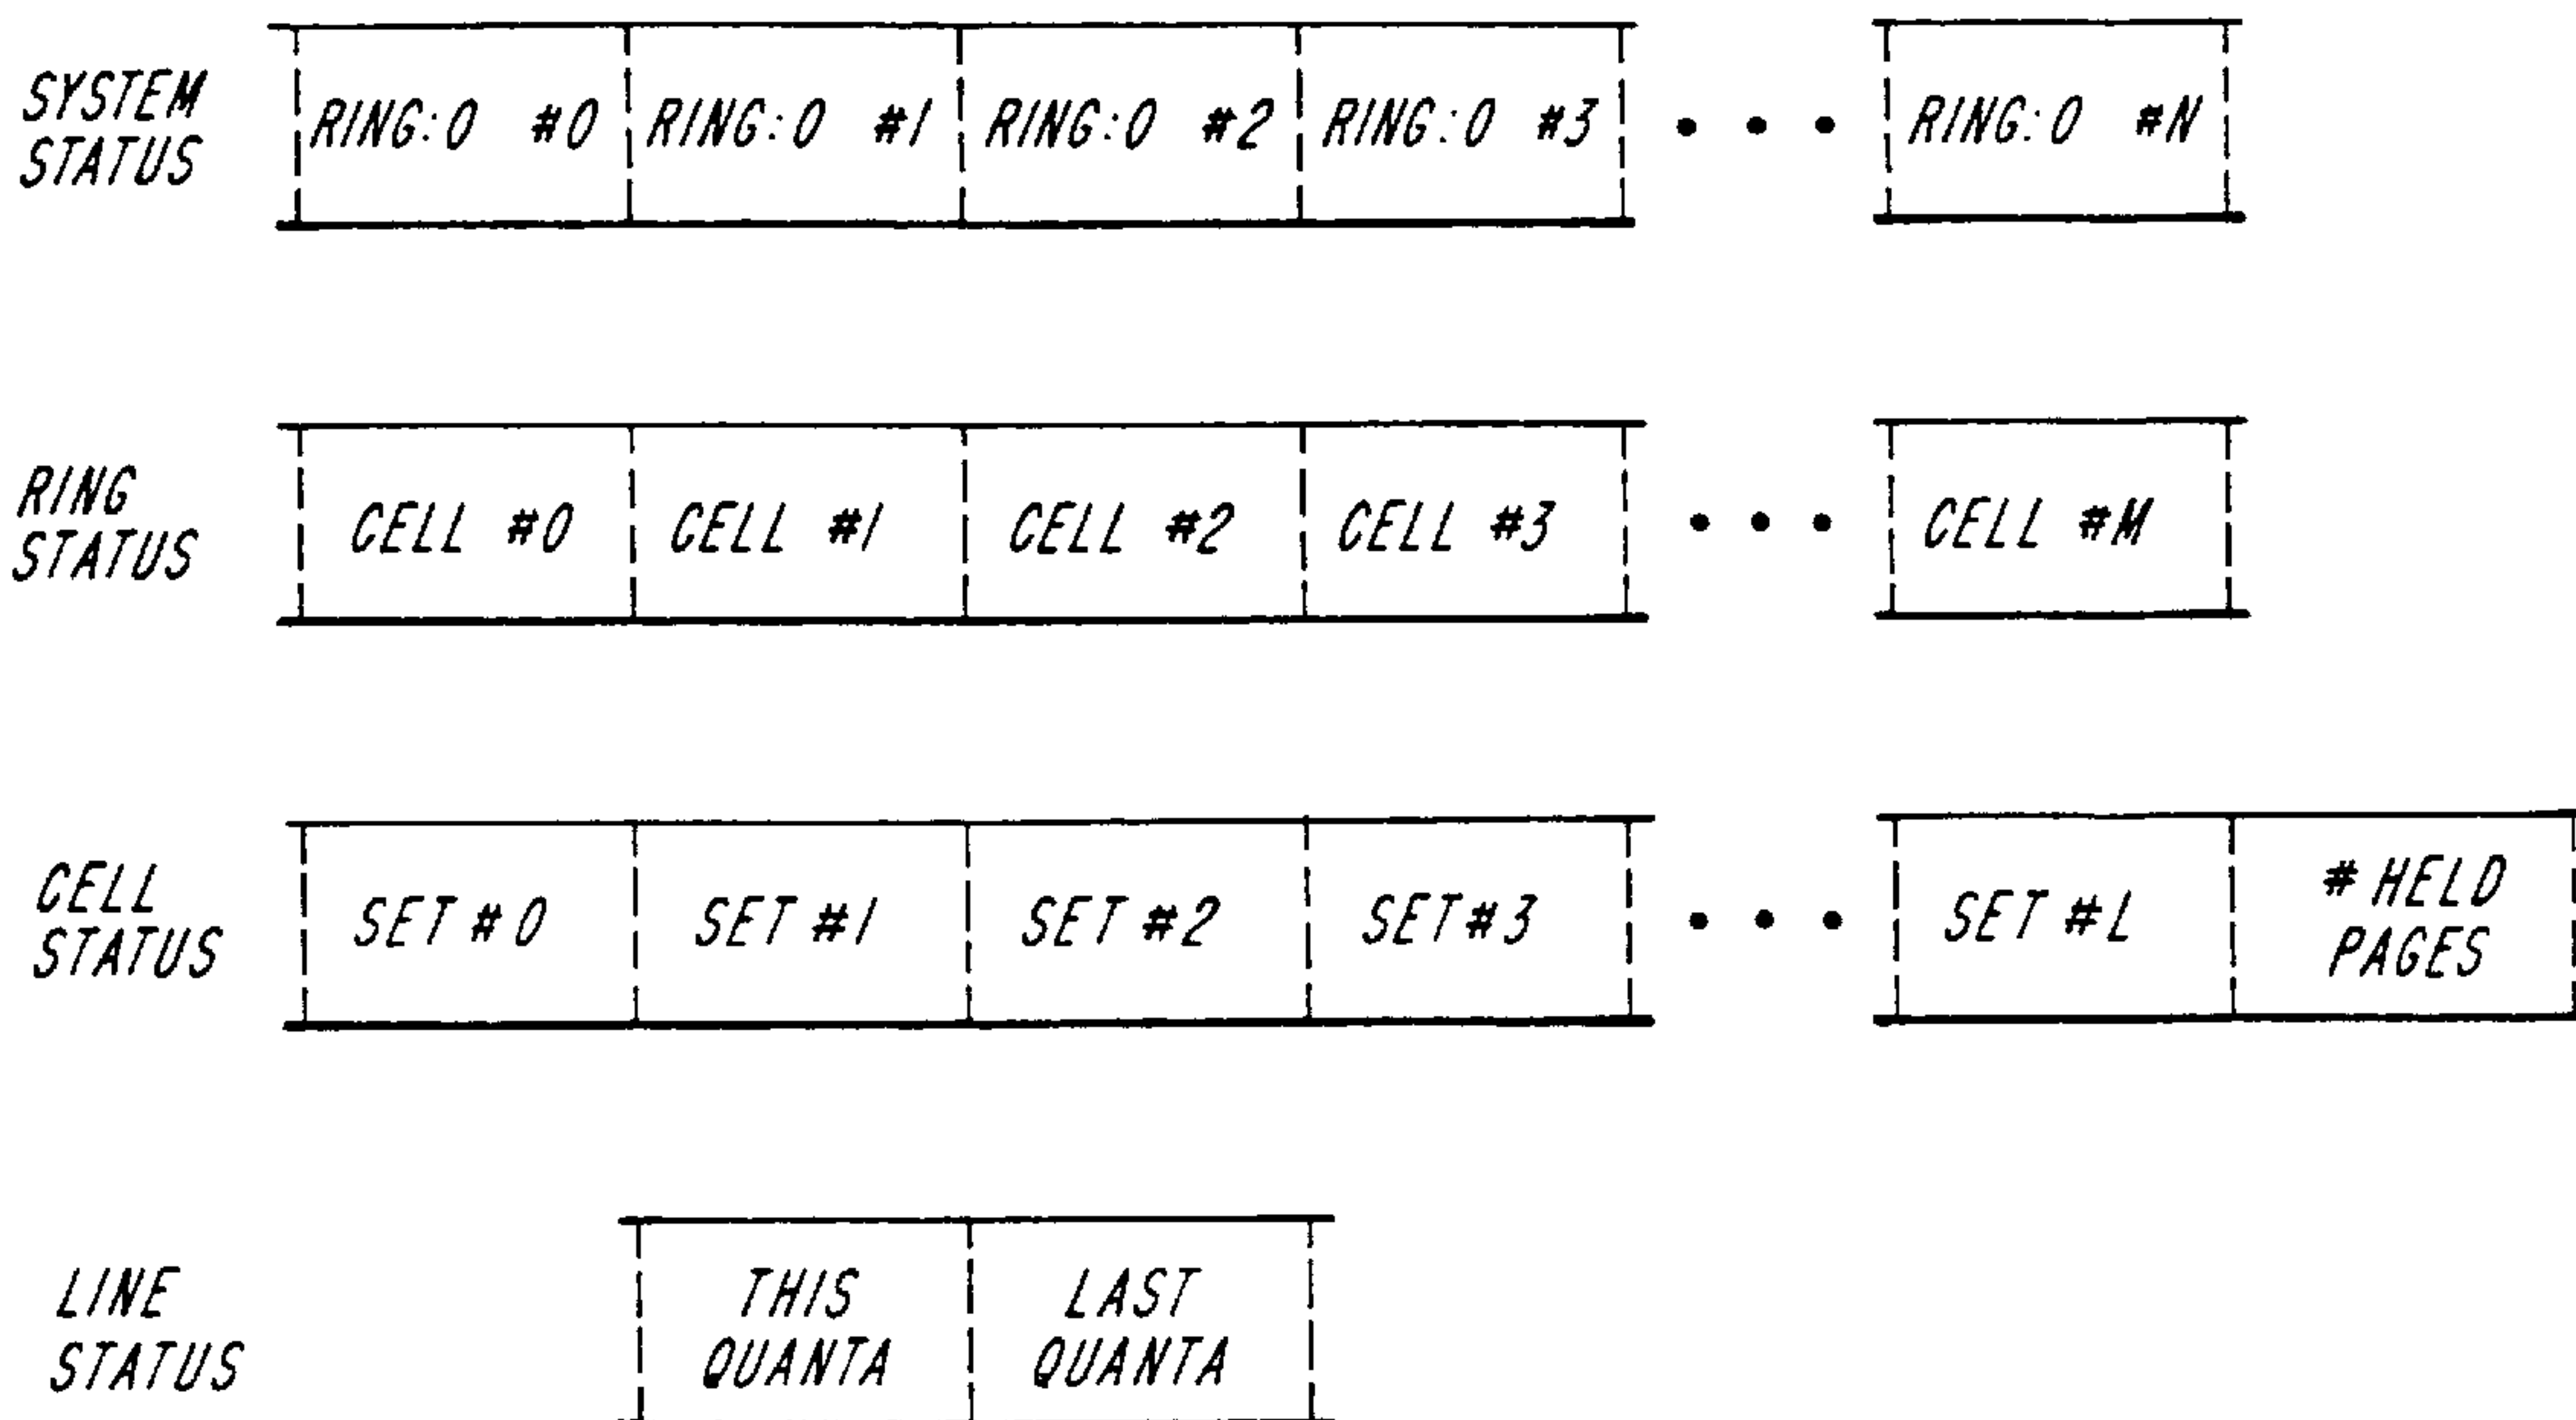 SYSTEM
STATUS
RING:0 #0 RING:0 #1 RING:0 #2 RING:0 #3 • • • RING:0 #N
RING
STATUS
CELL #0 CELL #1 CELL #2 CELL #3 • • • CELL #M
CELL
STATUS
SET #0 SET #1 SET #2 SET #3 • • • SET #L
# HELD
PAGES
LINE
STATUS
THIS
QUANTA
LAST
QUANTA